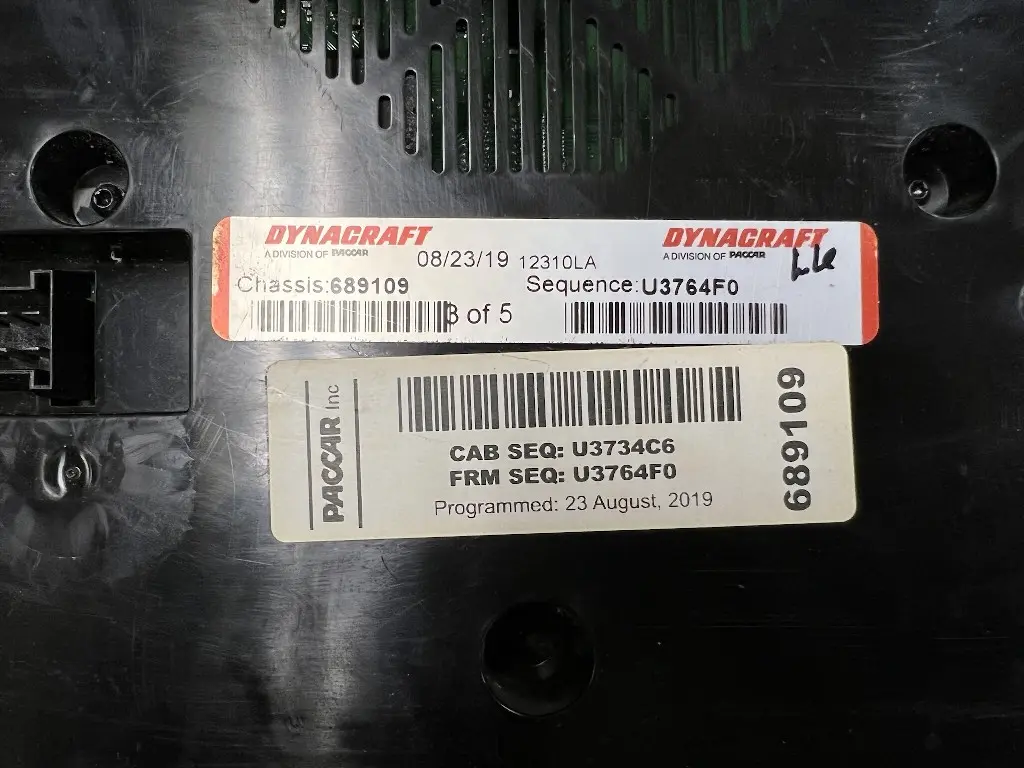 DYNACRAFT
A DIVISION OF PACCAR
08/23/19 12310LA
DYNACRAFT
A DIVISION OF PACCAR
Chassis:689109
Sequence:U3764F0
3 of 5
PACCAR Inc
CAB SEQ: U3734C6
FRM SEQ: U3764F0
Programmed: 23 August, 2019
689109